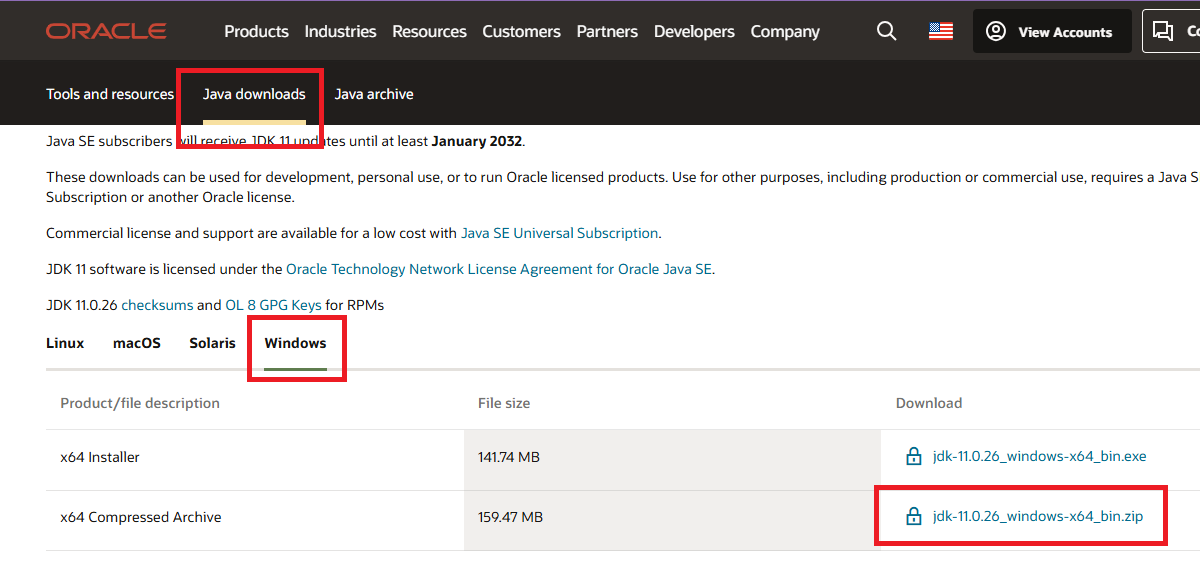 ORACLE Products Industries Resources Customers Partners Developers Company View Accounts
Tools and resources Java downloads Java archive
Java SE subscribers will receive JDK 11 updates until at least January 2032.
These downloads can be used for development, personal use, or to run Oracle licensed products. Use for other purposes, including production or commercial use, requires a Java
Subscription or another Oracle license.
Commercial license and support are available for a low cost with Java SE Universal Subscription.
JDK 11 software is licensed under the Oracle Technology Network License Agreement for Oracle Java SE.
JDK 11.0.26 checksums and OL 8 GPG Keys for RPMs
Linux macOS Solaris Windows
Product/file description File size Download
x64 Installer 141.74 MB jdk-11.0.26_windows-x64_bin.exe
x64 Compressed Archive 159.47 MB jdk-11.0.26_windows-x64_bin.zip